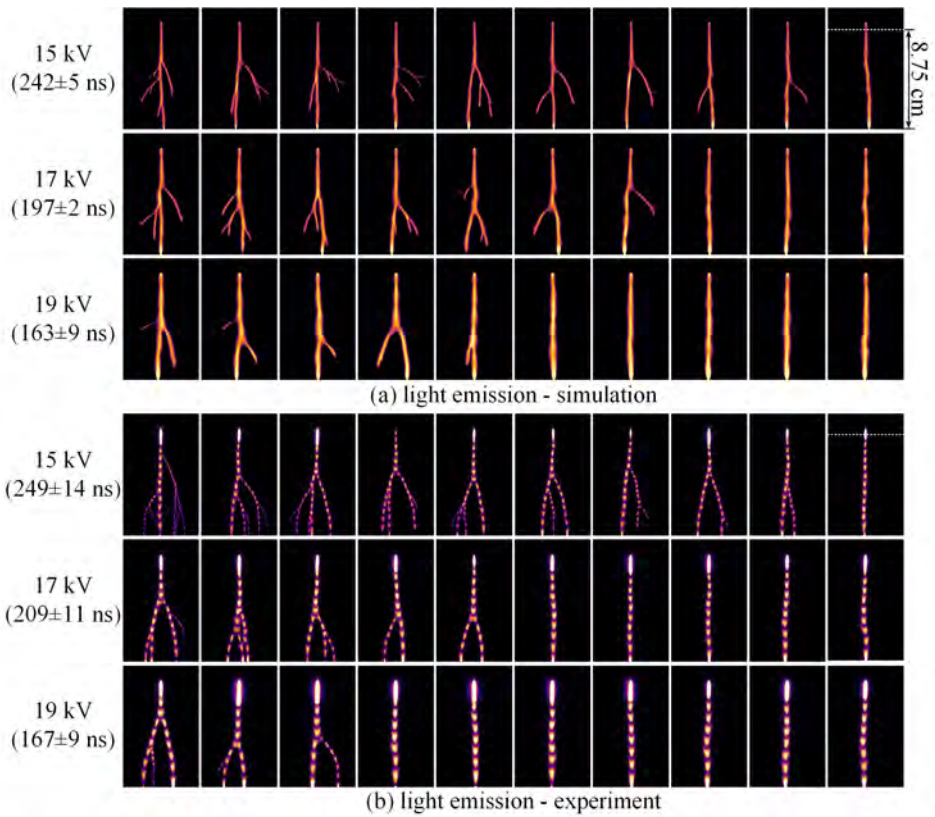 15 kV
(242±5 ns)
8.75 cm
17 kV
(197±2 ns)
19 kV
(163±9 ns)
(a) light emission - simulation
15 kV
(249±14 ns)
17 kV
(209±11 ns)
19 kV
(167±9 ns)
(b) light emission - experiment